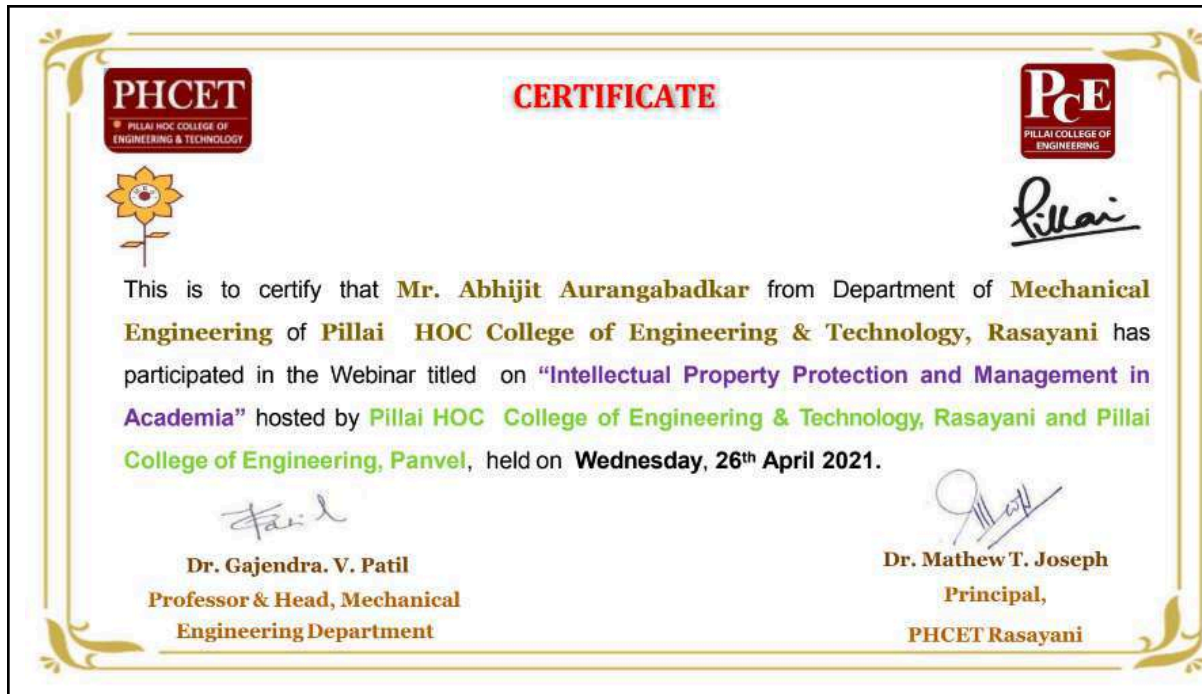 PHCET
PILLAI HOC COLLEGE OF
ENGINEERING & TECHNOLOGY
CERTIFICATE
PCE
PILLAI COLLEGE OF
ENGINEERING
Pillai
This is to certify that Mr. Abhijit Aurangabadkar from Department of Mechanical
Engineering of Pillai HOC College of Engineering & Technology, Rasayani has
participated in the Webinar titled on “Intellectual Property Protection and Management in
Academia” hosted by Pillai HOC College of Engineering & Technology, Rasayani and Pillai
College of Engineering, Panvel, held on Wednesday, 26th April 2021.
Dr. Gajendra. V. Patil
Professor & Head, Mechanical
Engineering Department
Dr. Mathew T. Joseph
Principal,
PHCET Rasayani